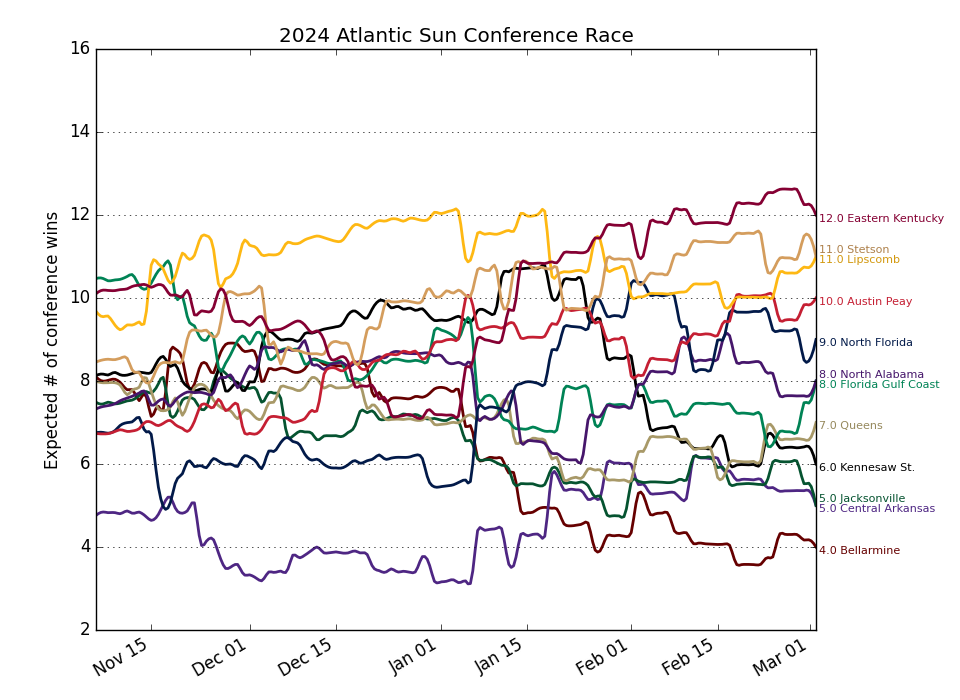 2024 Atlantic Sun Conference Race
Expected # of conference wins
16
14
12
10
8
6
4
2
12.0 Eastern Kentucky
11.0 Stetson
11.0 Lipscomb
10.0 Austin Peay
9.0 North Florida
8.0 North Alabama
8.0 Florida Gulf Coast
7.0 Queens
6.0 Kennesaw St.
5.0 Jacksonville
5.0 Central Arkansas
4.0 Bellarmine
Nov 15
Dec 01
Dec 15
Jan 01
Jan 15
Feb 01
Feb 15
Mar 01